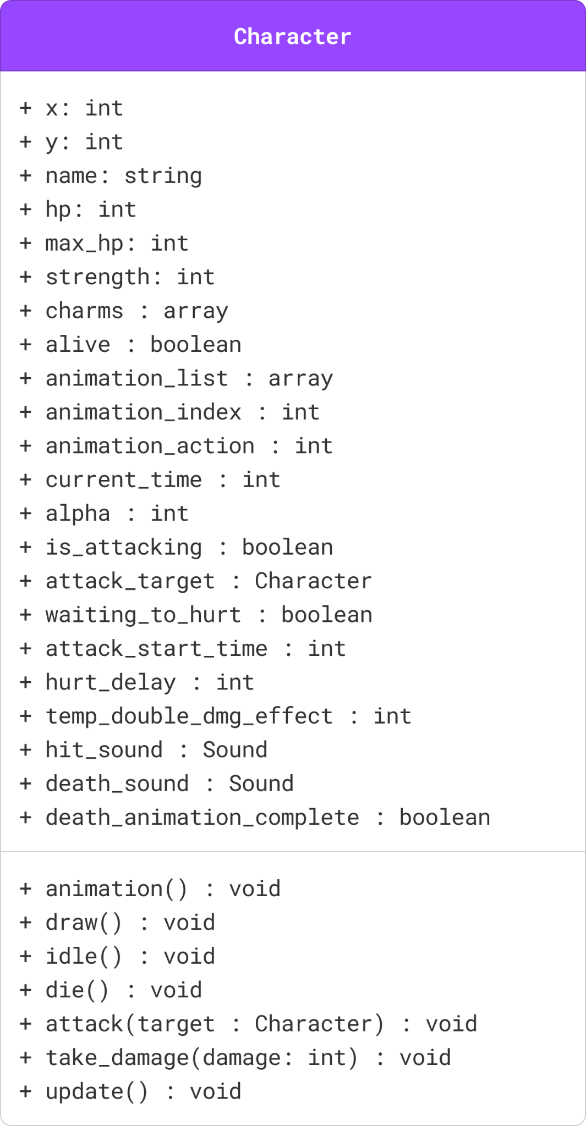 Character
+ x: int
+ y: int
+ name: string
+ hp: int
+ max_hp: int
+ strength: int
+ charms : array
+ alive : boolean
+ animation_list : array
+ animation_index : int
+ animation_action : int
+ current_time : int
+ alpha : int
+ is_attacking : boolean
+ attack_target : Character
+ waiting_to_hurt : boolean
+ attack_start_time : int
+ hurt_delay : int
+ temp_double_dmg_effect : int
+ hit_sound : Sound
+ death_sound : Sound
+ death_animation_complete : boolean
+ animation() : void
+ draw() : void
+ idle() : void
+ die() : void
+ attack(target : Character) : void
+ take_damage(damage: int) : void
+ update() : void